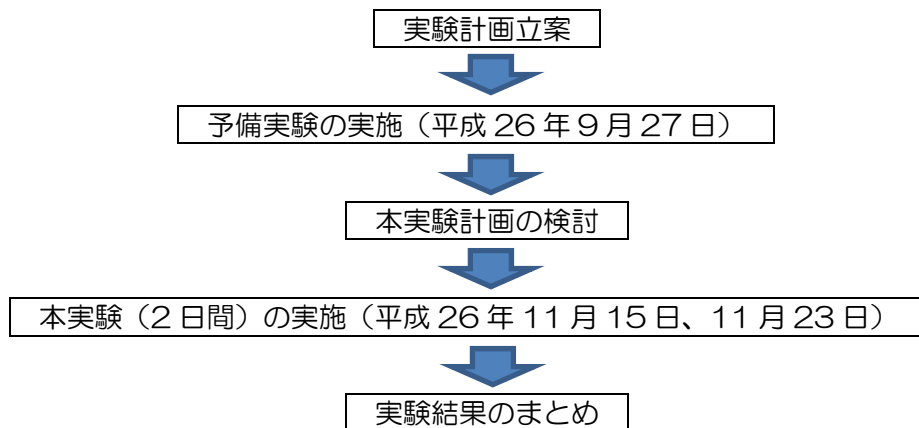 実験計画立案
予備実験の実施（平成 26 年 9 月 27 日）
本実験計画の検討
本実験（2 日間）の実施（平成 26 年 11 月 15 日、11 月 23 日）
実験結果のまとめ